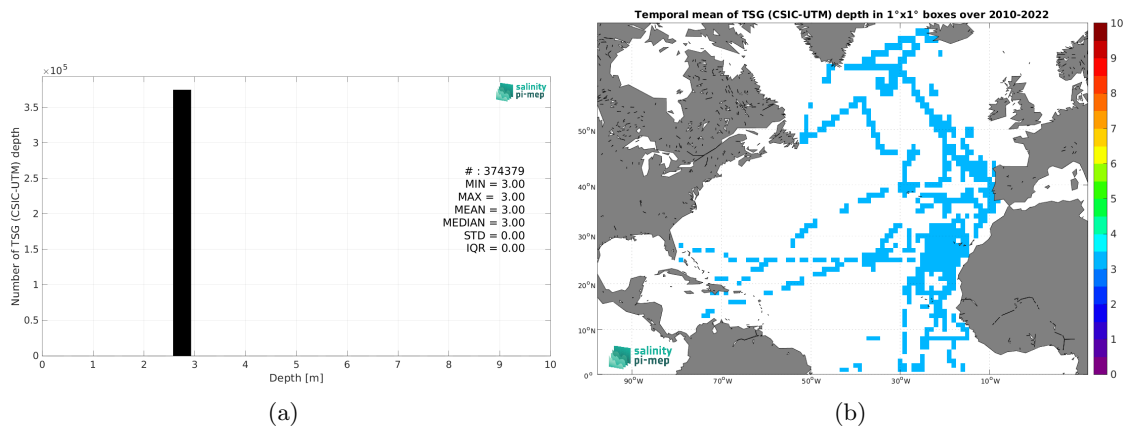 ×10⁵
3.5
3
2.5
2
1.5
1
0.5
0
0 1 2 3 4 5 6 7 8 9 10
Number of TSG (CSIC-UTM) depth
Depth [m]
salinity
pi-mep
# : 374379
MIN = 3.00
MAX = 3.00
MEAN = 3.00
MEDIAN = 3.00
STD = 0.00
IQR = 0.00
(a)
Temporal mean of TSG (CSIC-UTM) depth in 1°x1° boxes over 2010-2022
50°N
40°N
30°N
20°N
10°N
0°
90°W 70°W 50°W 30°W 10°W
salinity
pi-mep
10
9
8
7
6
5
4
3
2
1
0
(b)